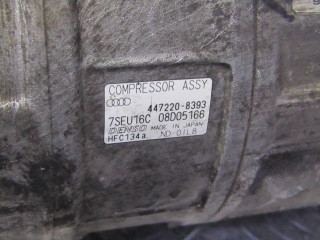 COMPRESSOR ASSY
447220-8393
7SEU16C 08D05166
DENSO MADE IN JAPAN
HFC134a ND-OIL8